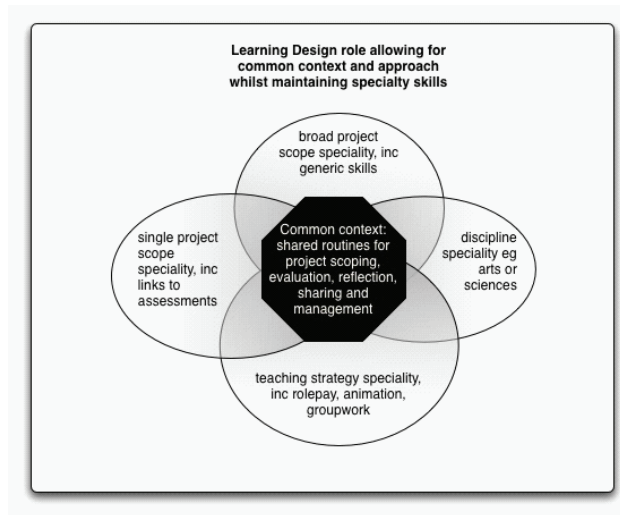 Learning Design role allowing for
common context and approach
whilst maintaining specialty skills
broad project
scope speciality, inc
generic skills
single project
scope
speciality, inc
links to
assessments
Common context:
shared routines for
project scoping,
evaluation, reflection,
sharing and
management
discipline
speciality eg
arts or
sciences
teaching strategy speciality,
inc rolepay, animation,
groupwork